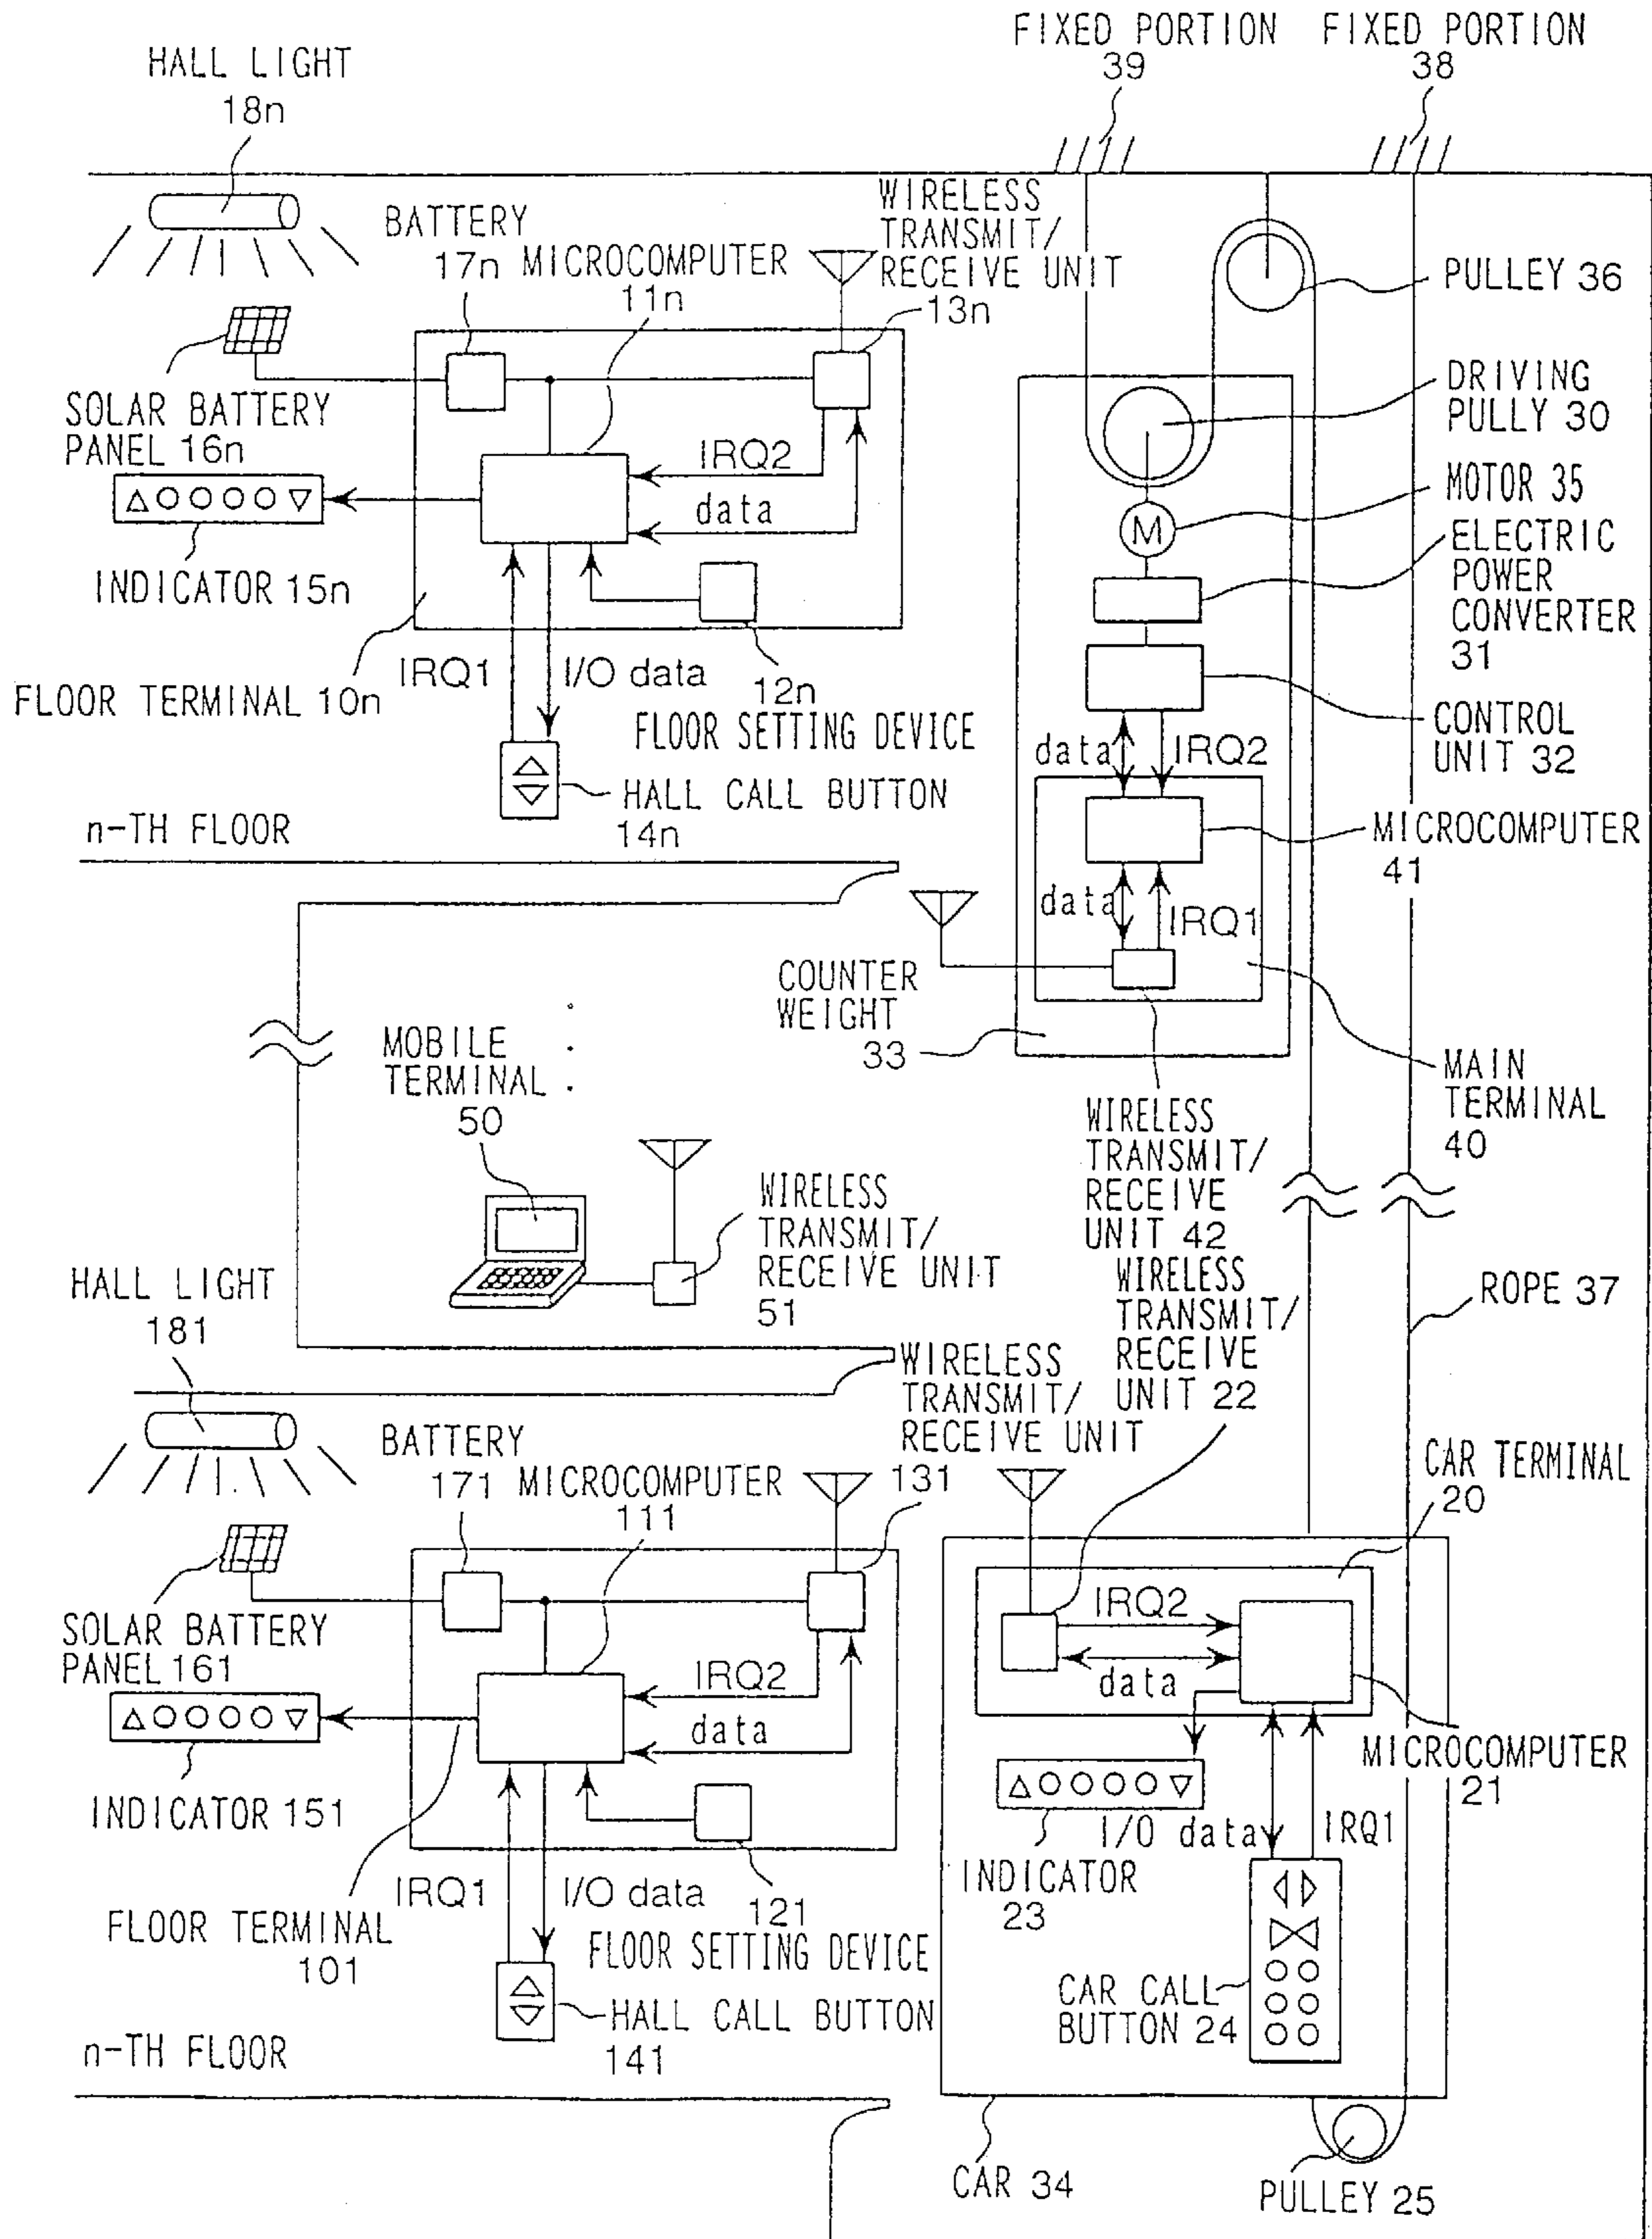 FIXED PORTION
39
FIXED PORTION
38
HALL LIGHT
18n
BATTERY
17n
MICROCOMPUTER
11n
WIRELESS
TRANSMIT/
RECEIVE UNIT
13n
PULLEY 36
SOLAR BATTERY
PANEL 16n
DRIVING
PULLY 30
IRQ2
data
MOTOR 35
M
INDICATOR 15n
ELECTRIC
POWER
CONVERTER
31
IRQ1
I/O data
12n
FLOOR SETTING DEVICE
FLOOR TERMINAL 10n
CONTROL
UNIT 32
data
IRQ2
HALL CALL BUTTON
14n
n-TH FLOOR
MICROCOMPUTER
41
data
IRQ1
COUNTER
WEIGHT
33
MOBILE
TERMINAL
50
MAIN
TERMINAL
40
WIRELESS
TRANSMIT/
RECEIVE
UNIT 42
WIRELESS
TRANSMIT/
RECEIVE UNIT
51
WIRELESS
TRANSMIT/
RECEIVE
UNIT 22
ROPE 37
HALL LIGHT
181
BATTERY
171
MICROCOMPUTER
111
WIRELESS
TRANSMIT/
RECEIVE UNIT
131
CAR TERMINAL
20
SOLAR BATTERY
PANEL 161
IRQ2
data
IRQ2
data
MICROCOMPUTER
21
INDICATOR 151
I/O data
IRQ1
INDICATOR
23
IRQ1
I/O data
121
FLOOR SETTING DEVICE
FLOOR TERMINAL
101
HALL CALL BUTTON
141
CAR CALL
BUTTON 24
n-TH FLOOR
CAR 34
PULLEY 25